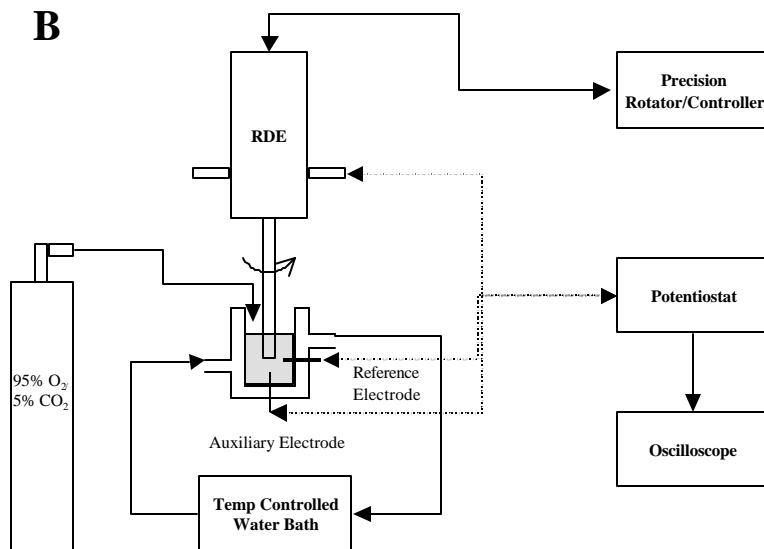 B
Precision
Rotator/Controller
RDE
Potentiostat
95% O₂/
5% CO₂
Reference
Electrode
Auxiliary Electrode
Oscilloscope
Temp Controlled
Water Bath